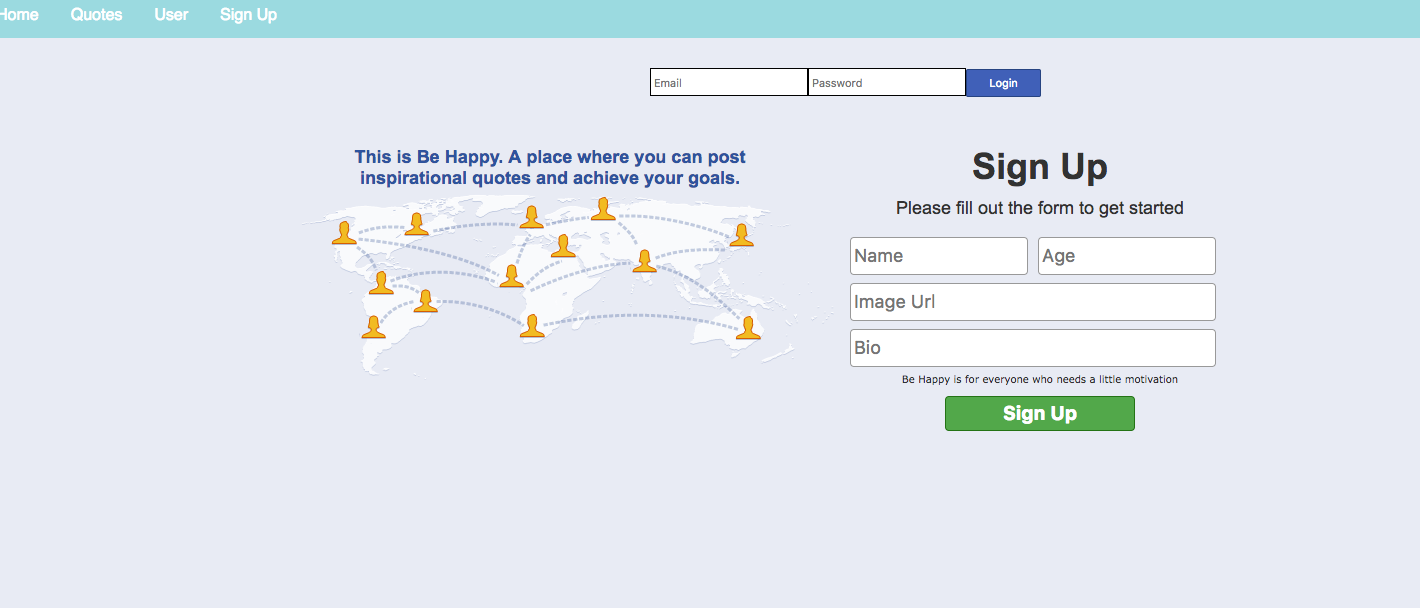 Home Quotes User Sign Up
Email Password Login
This is Be Happy. A place where you can post
inspirational quotes and achieve your goals.
Sign Up
Please fill out the form to get started
Name Age
Image Url
Bio
Be Happy is for everyone who needs a little motivation
Sign Up